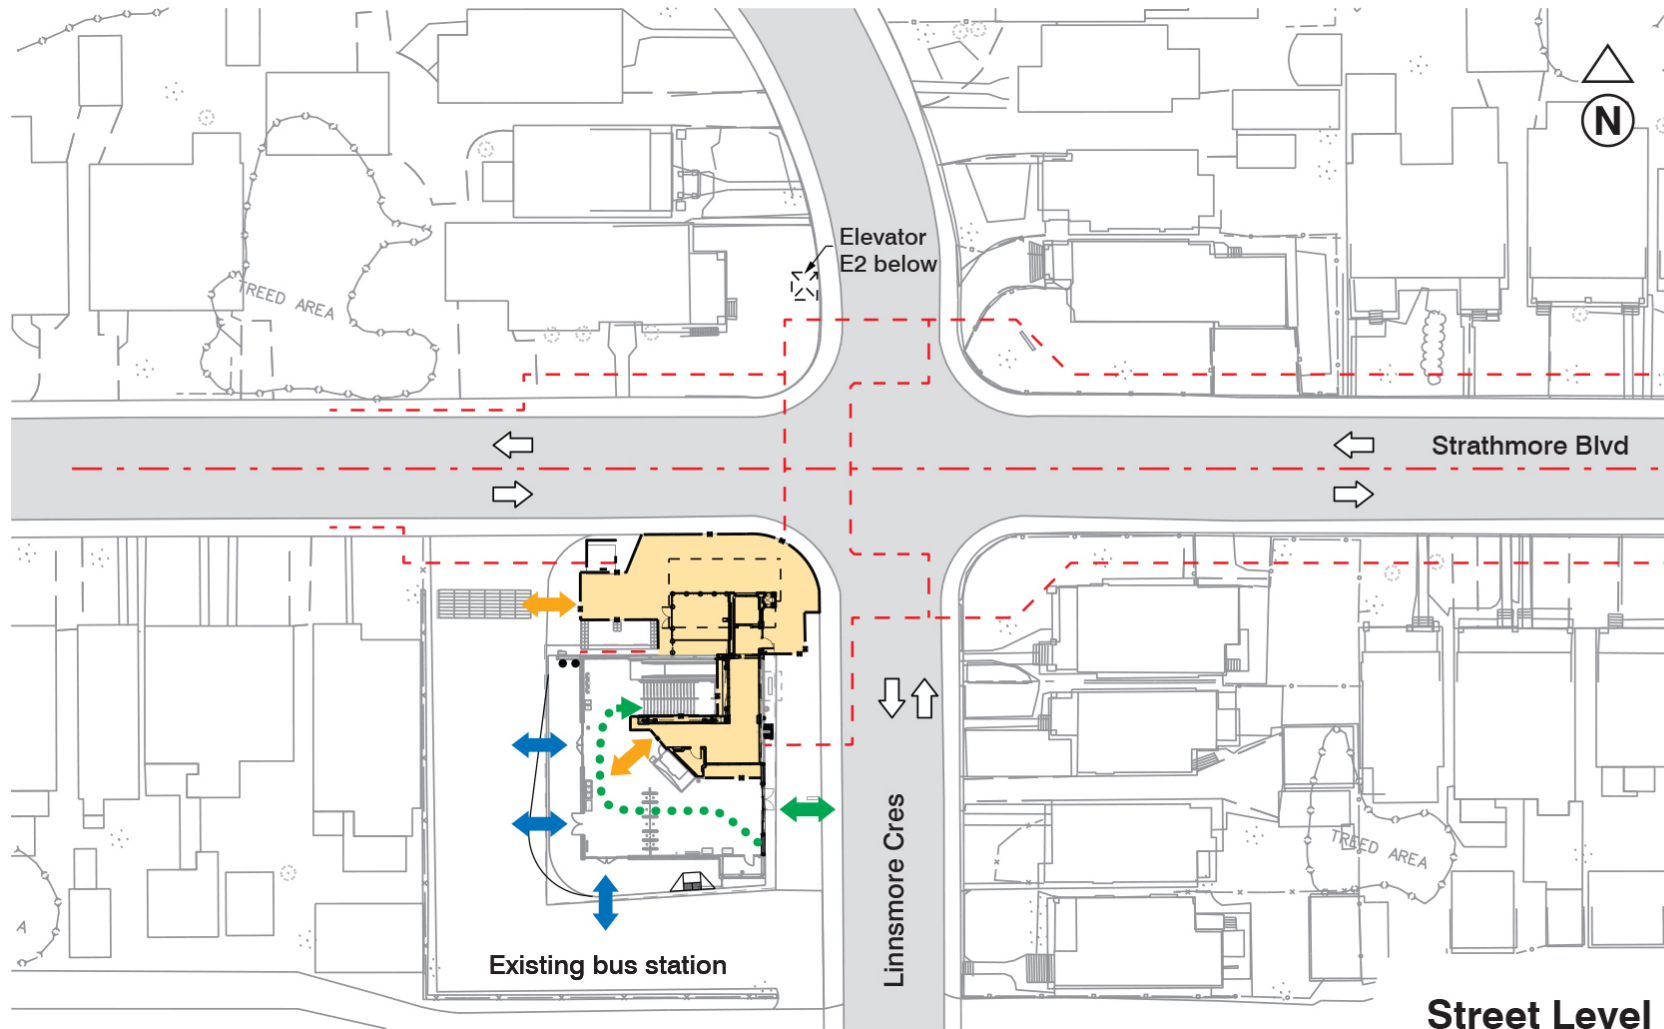 N
Elevator
E2 below
TREED AREA
Strathmore Blvd
Linnsmore Cres
TREED AREA
A
Existing bus station
Street Level